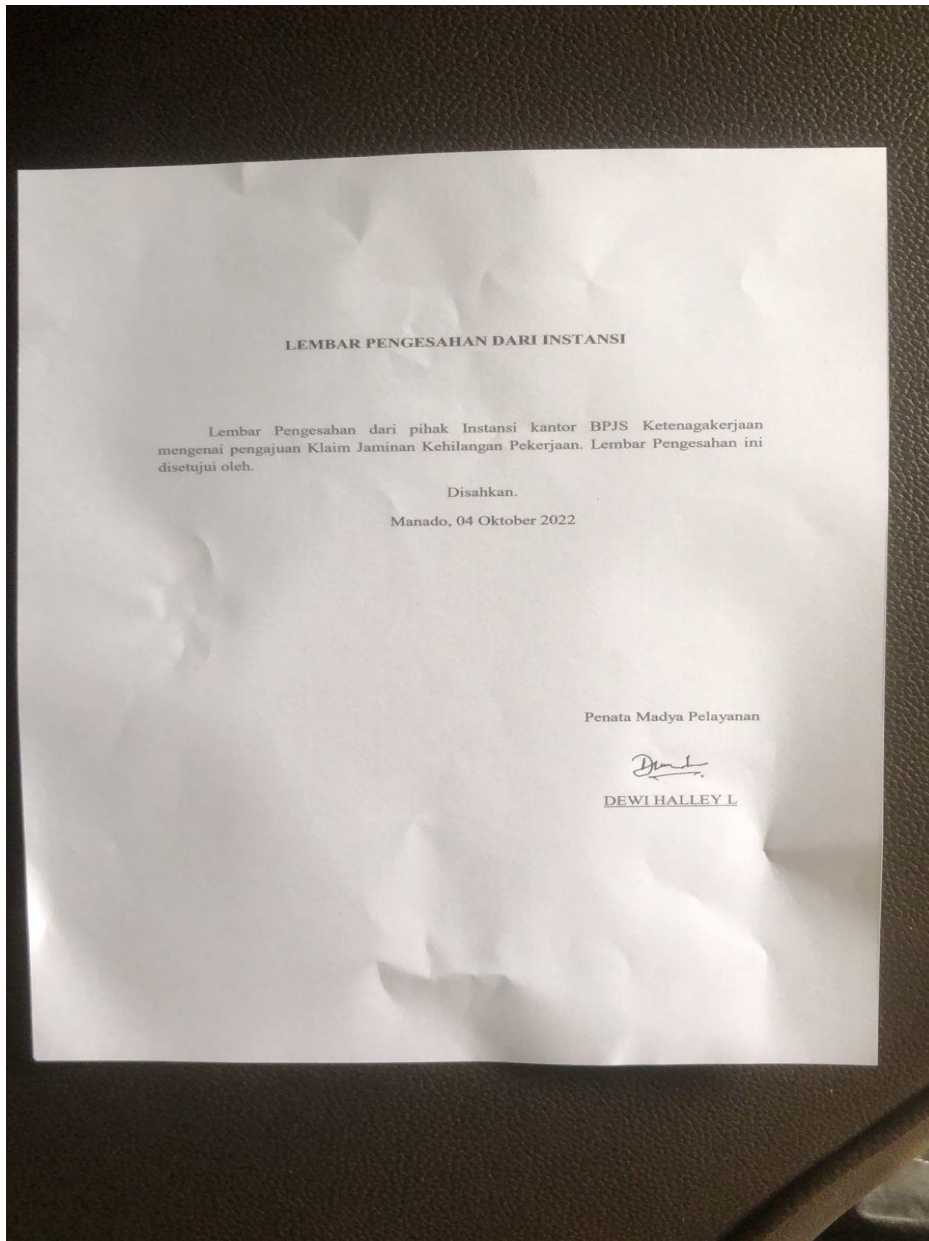 LEMBAR PENGESAHAN DARI INSTANSI
Lembar Pengesahan dari pihak Instansi kantor BPJS Ketenagakerjaan
mengenai pengajuan Klaim Jaminan Kehilangan Pekerjaan. Lembar Pengesahan ini
disetujui oleh.
Disahkan.
Manado, 04 Oktober 2022
Penata Madya Pelayanan
DEWI HALLEY L